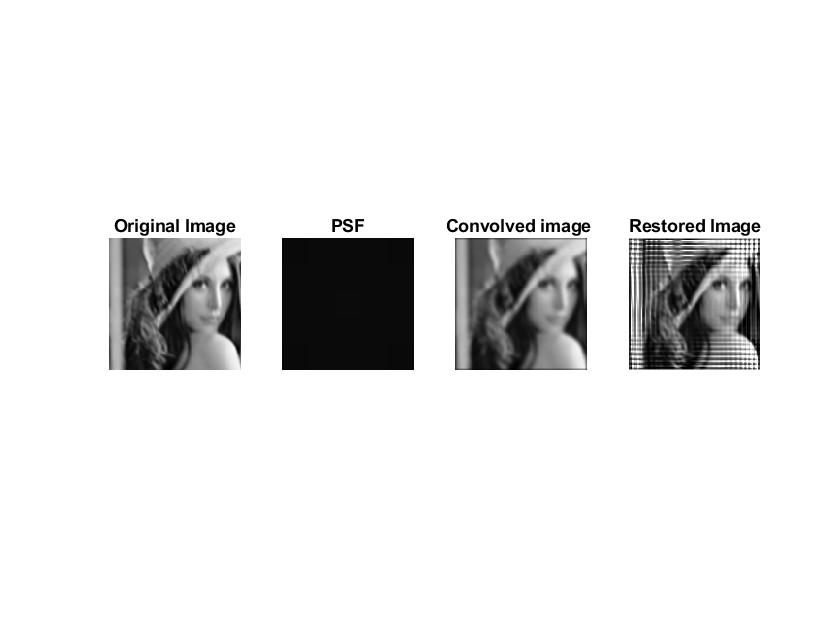 Original Image
PSF
Convolved image
Restored Image